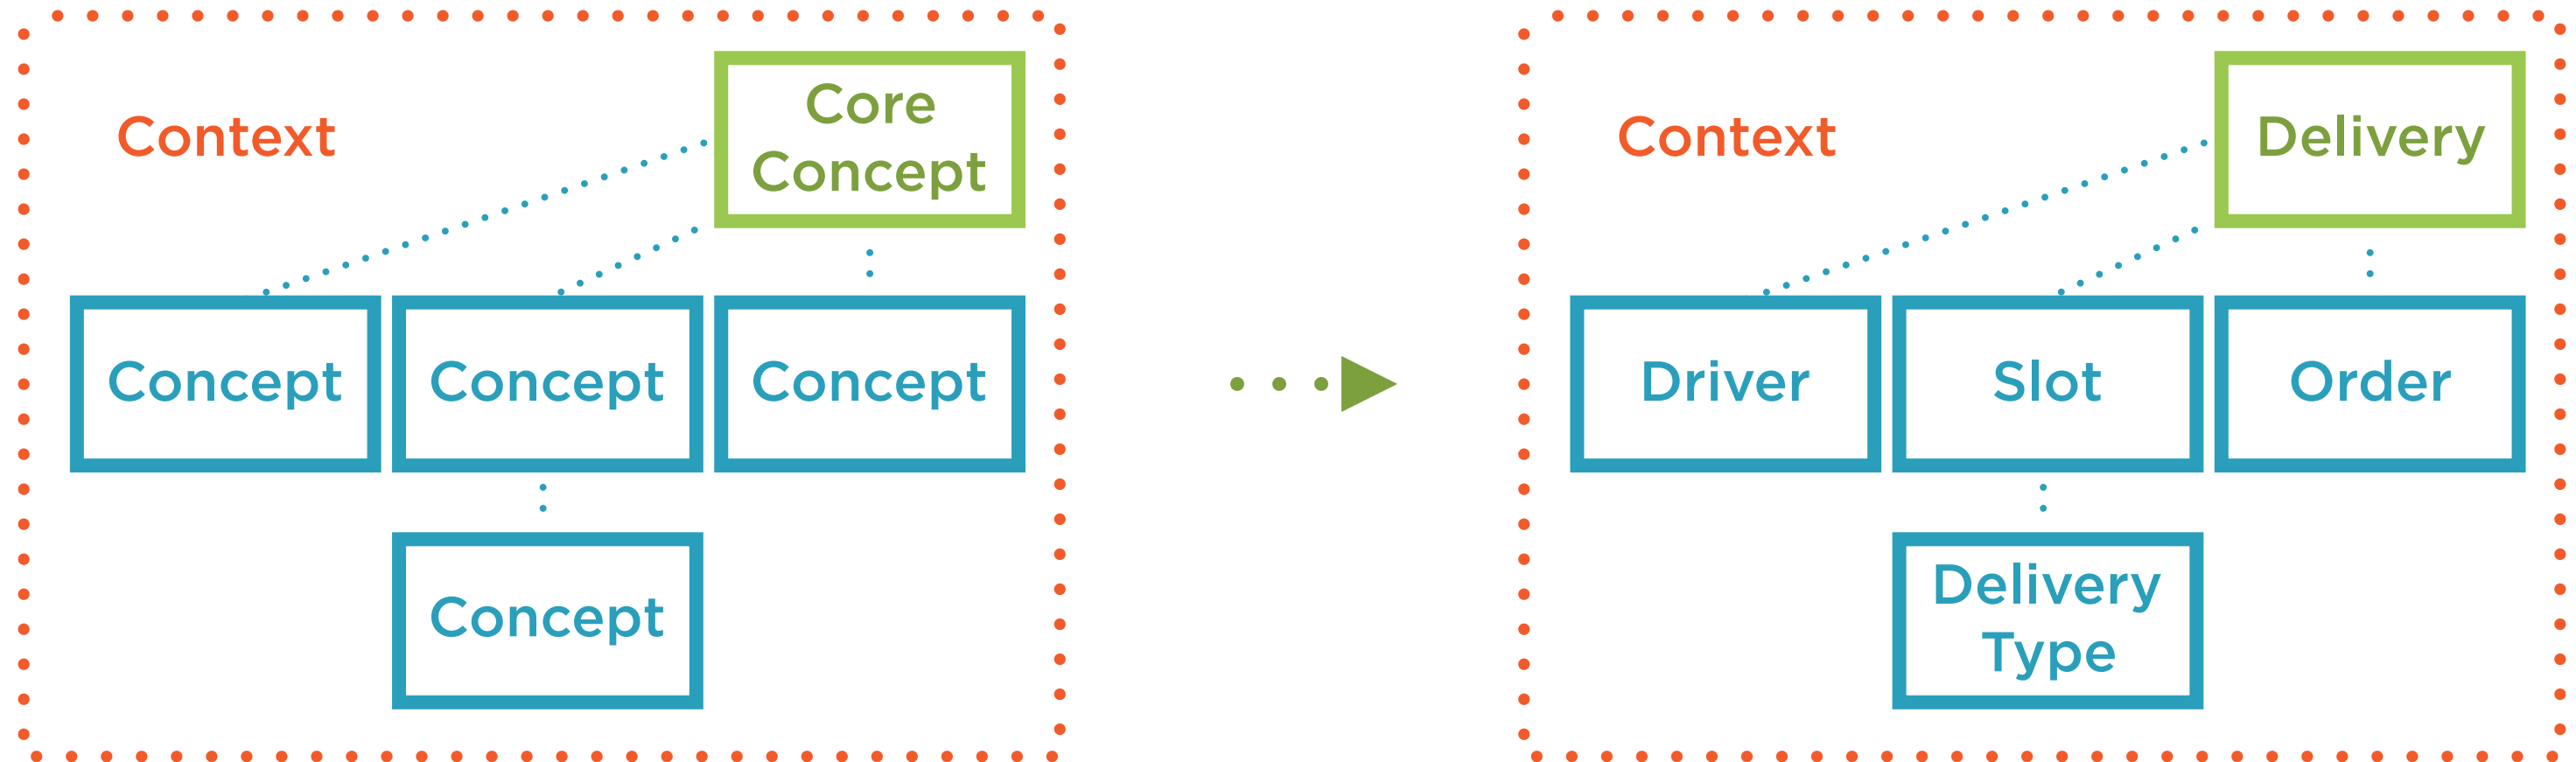 Context
Core
Concept
Concept
Concept
Concept
Concept
Context
Delivery
Driver
Slot
Order
Delivery
Type